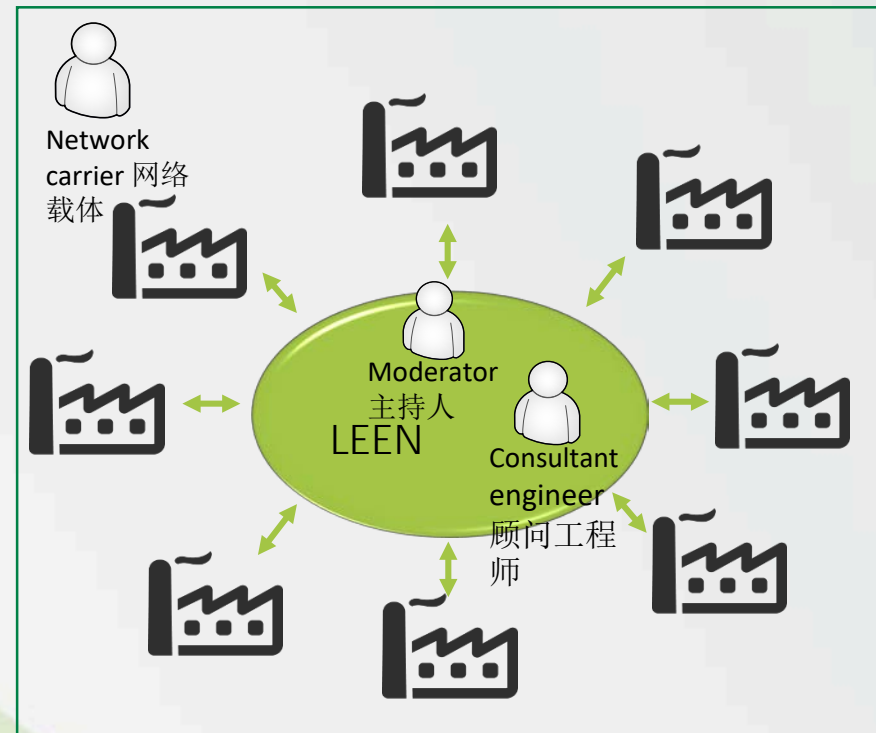 Network
carrier 网络
载体
Moderator
主持人
LEEN
Consultant
engineer
顾问工程
师